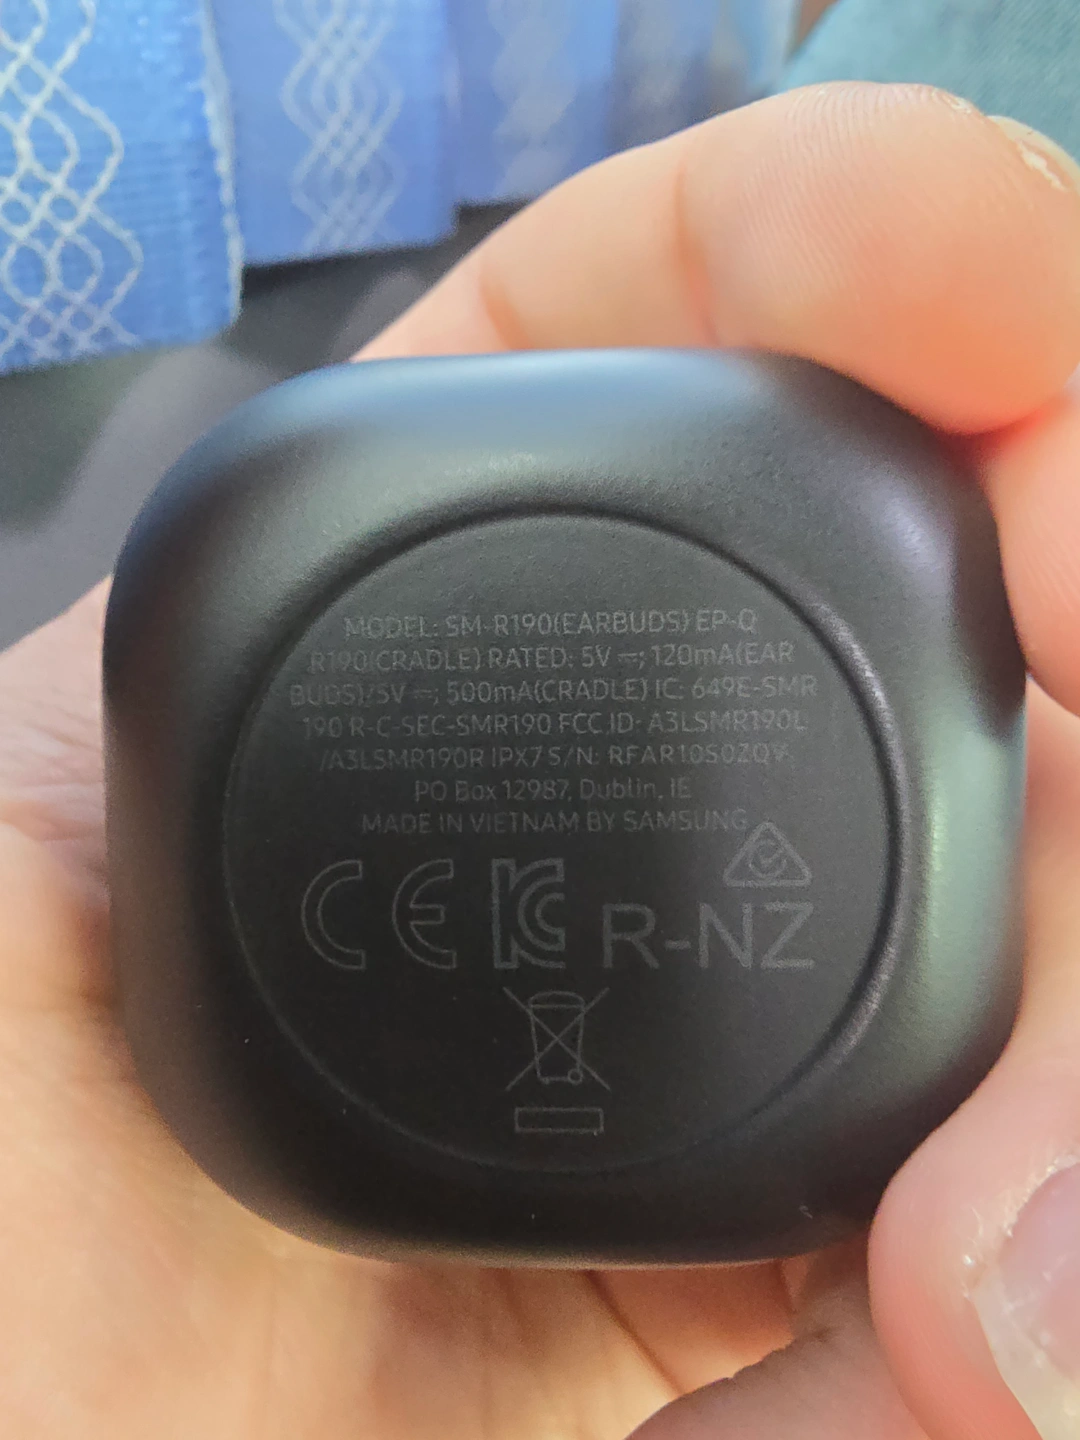 MODEL: SM-R190(EARBUDS) EP-Q
R190(CRADLE) RATED: 5V ⎓; 120mA(EAR
BUDS)/5V ⎓; 500mA(CRADLE) IC: 649E-SMR
190 R-C-SEC-SMR190 FCC ID: A3LSMR190L
/A3LSMR190R IPX7 S/N: RFAR10S0ZQV
PO Box 12987, Dublin, IE
MADE IN VIETNAM BY SAMSUNG
CE KC R-NZ